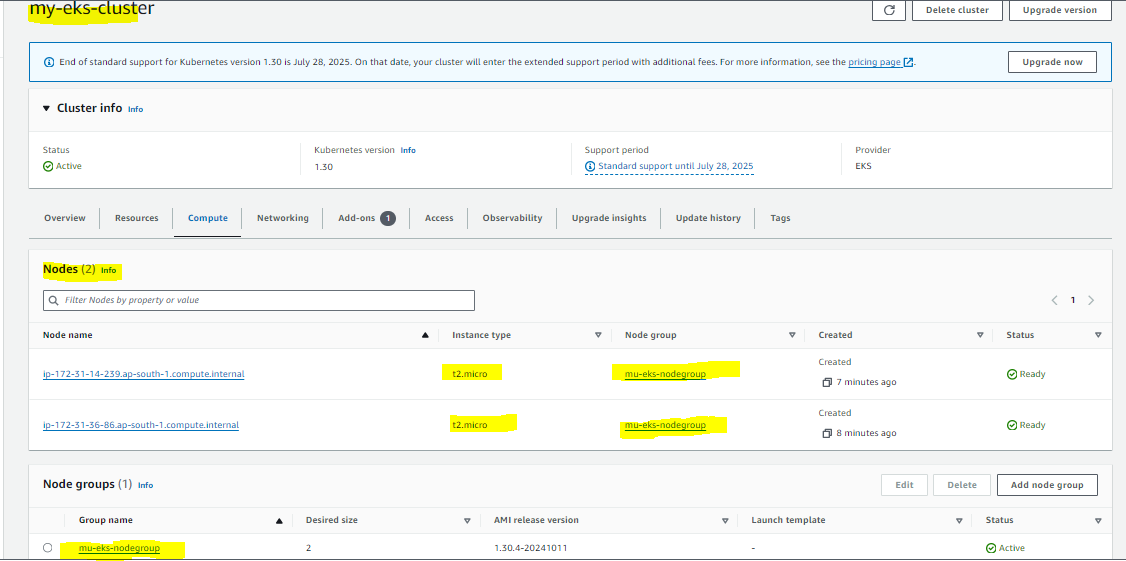 my-eks-cluster
Delete cluster
Upgrade version
End of standard support for Kubernetes version 1.30 is July 28, 2025. On that date, your cluster will enter the extended support period with additional fees. For more information, see the pricing page.
Upgrade now
Cluster info Info
Status
Active
Kubernetes version Info
1.30
Support period
Standard support until July 28, 2025
Provider
EKS
Overview Resources Compute Networking Add-ons 1 Access Observability Upgrade insights Update history Tags
Nodes (2) Info
Filter Nodes by property or value
1
Node name Instance type Node group Created Status
ip-172-31-14-239.ap-south-1.compute.internal t2.micro mu-eks-nodegroup Created
7 minutes ago Ready
ip-172-31-36-86.ap-south-1.compute.internal t2.micro mu-eks-nodegroup Created
8 minutes ago Ready
Node groups (1) Info
Edit Delete Add node group
Group name Desired size AMI release version Launch template Status
mu-eks-nodegroup 2 1.30.4-20241011 - Active